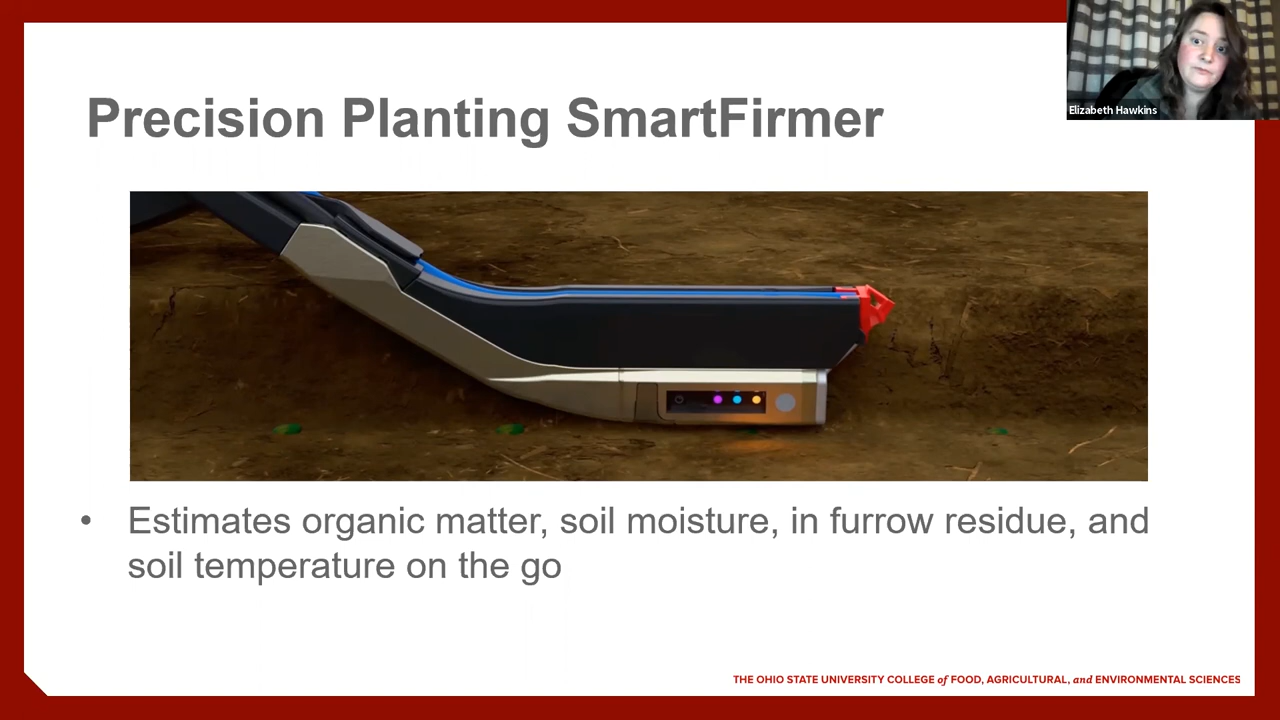 Elizabeth Hawkins
Precision Planting SmartFirmer
• Estimates organic matter, soil moisture, in furrow residue, and
soil temperature on the go
THE OHIO STATE UNIVERSITY COLLEGE of FOOD, AGRICULTURAL, and ENVIRONMENTAL SCIENCES